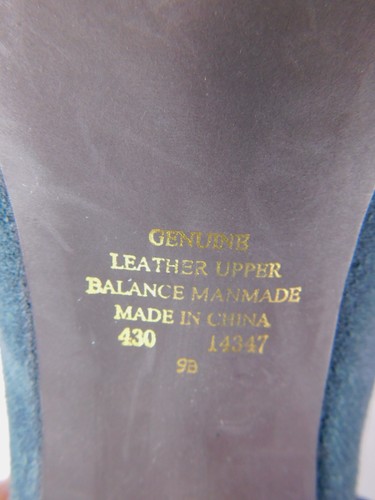 GENUINE
LEATHER UPPER
BALANCE MANMADE
MADE IN CHINA
430 14347
9B